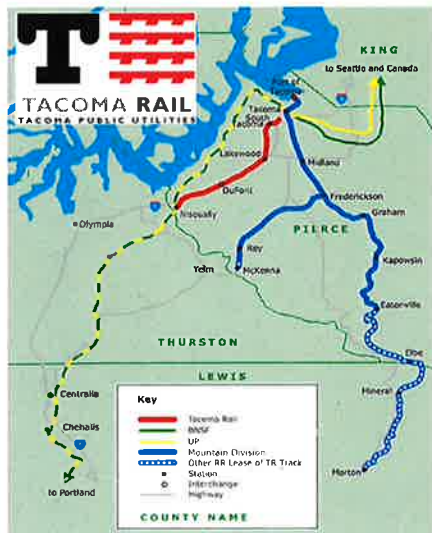 T
TACOMA RAIL
TACOMA PUBLIC UTILITIES
KING
to Seattle and Canada
Port of
Tacoma
Tacoma
South
Tacoma
Lakewood
Midland
DuPont
Nisqually
Frederickson
Graham
Olympia
PIERCE
Roy
Yelm
McKenna
Kapowsin
Eatonville
THURSTON
Elbe
LEWIS
Mineral
Centralia
Chehalis
Morton
to Portland
Key
Tacoma Rail
BNSF
UP
Mountain Division
Other RR Lease of TR Track
Station
Interchange
Highway
COUNTY NAME